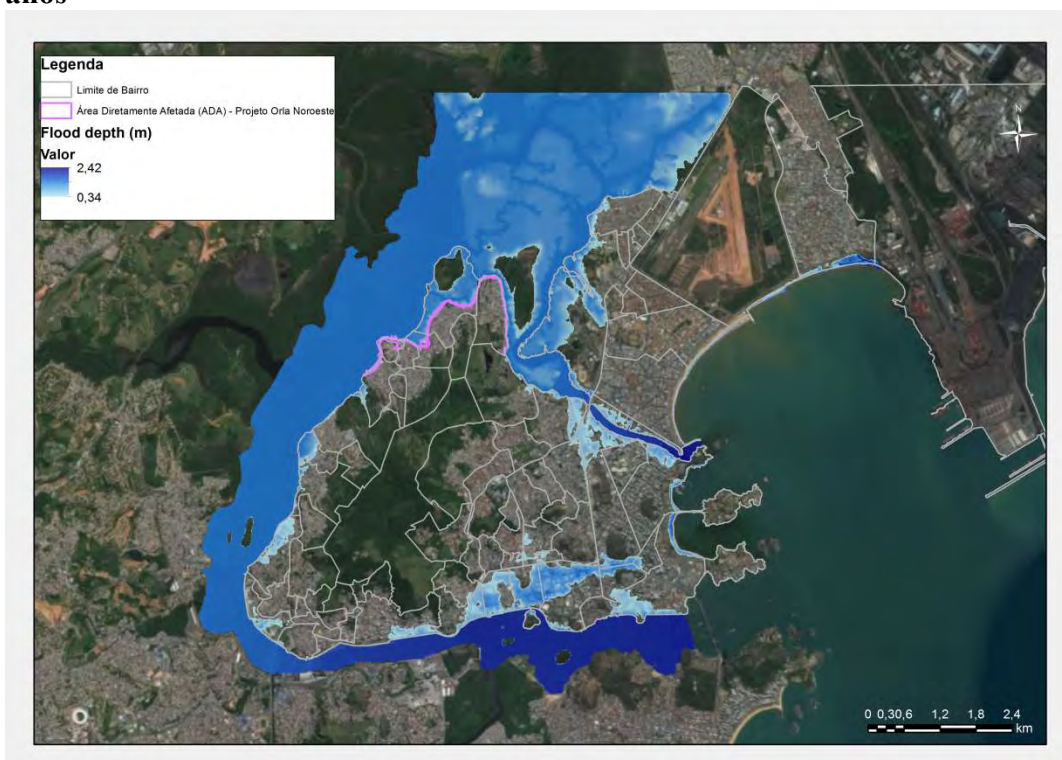 anos
Legenda
Limite de Bairro
Área Diretamente Afetada (ADA) - Projeto Orla Noroeste
Flood depth (m)
Valor
2,42
0,34
N
0 0,30,6 1,2 1,8 2,4
km